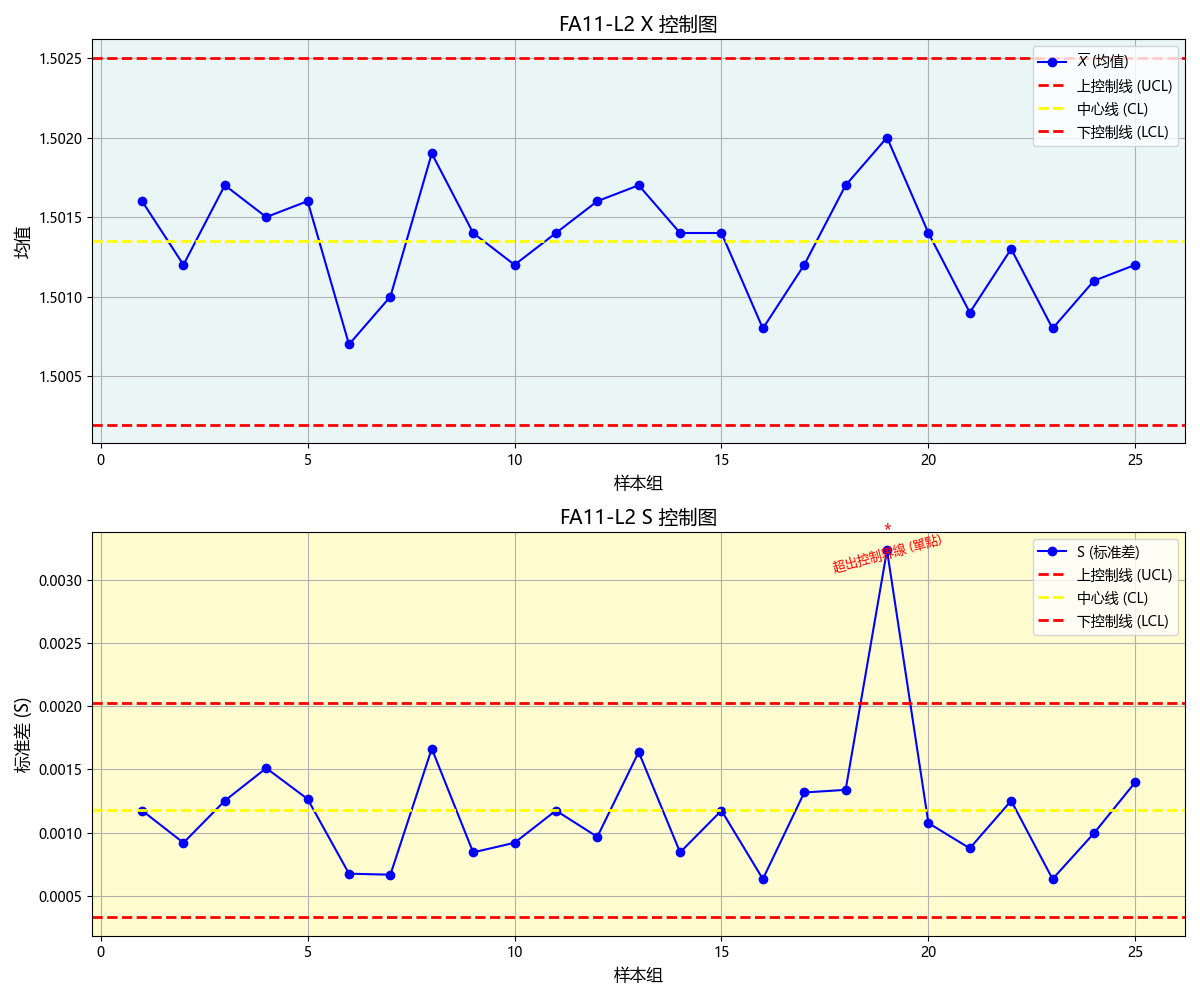 FA11-L2 X 控制图
均值
1.5025
1.5020
1.5015
1.5010
1.5005
X (均值)
上控制线 (UCL)
中心线 (CL)
下控制线 (LCL)
0 5 10 15 20 25
样本组
FA11-L2 S 控制图
标准差 (S)
0.0030
0.0025
0.0020
0.0015
0.0010
0.0005
*
超出控制界線 (單點)
S (标准差)
上控制线 (UCL)
中心线 (CL)
下控制线 (LCL)
0 5 10 15 20 25
样本组